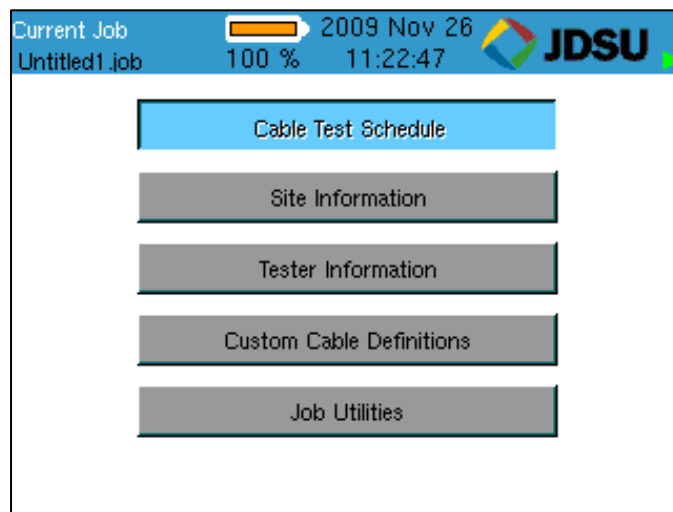 Current Job
Untitled1.job
100 %
2009 Nov 26
11:22:47
JDSU
Cable Test Schedule
Site Information
Tester Information
Custom Cable Definitions
Job Utilities